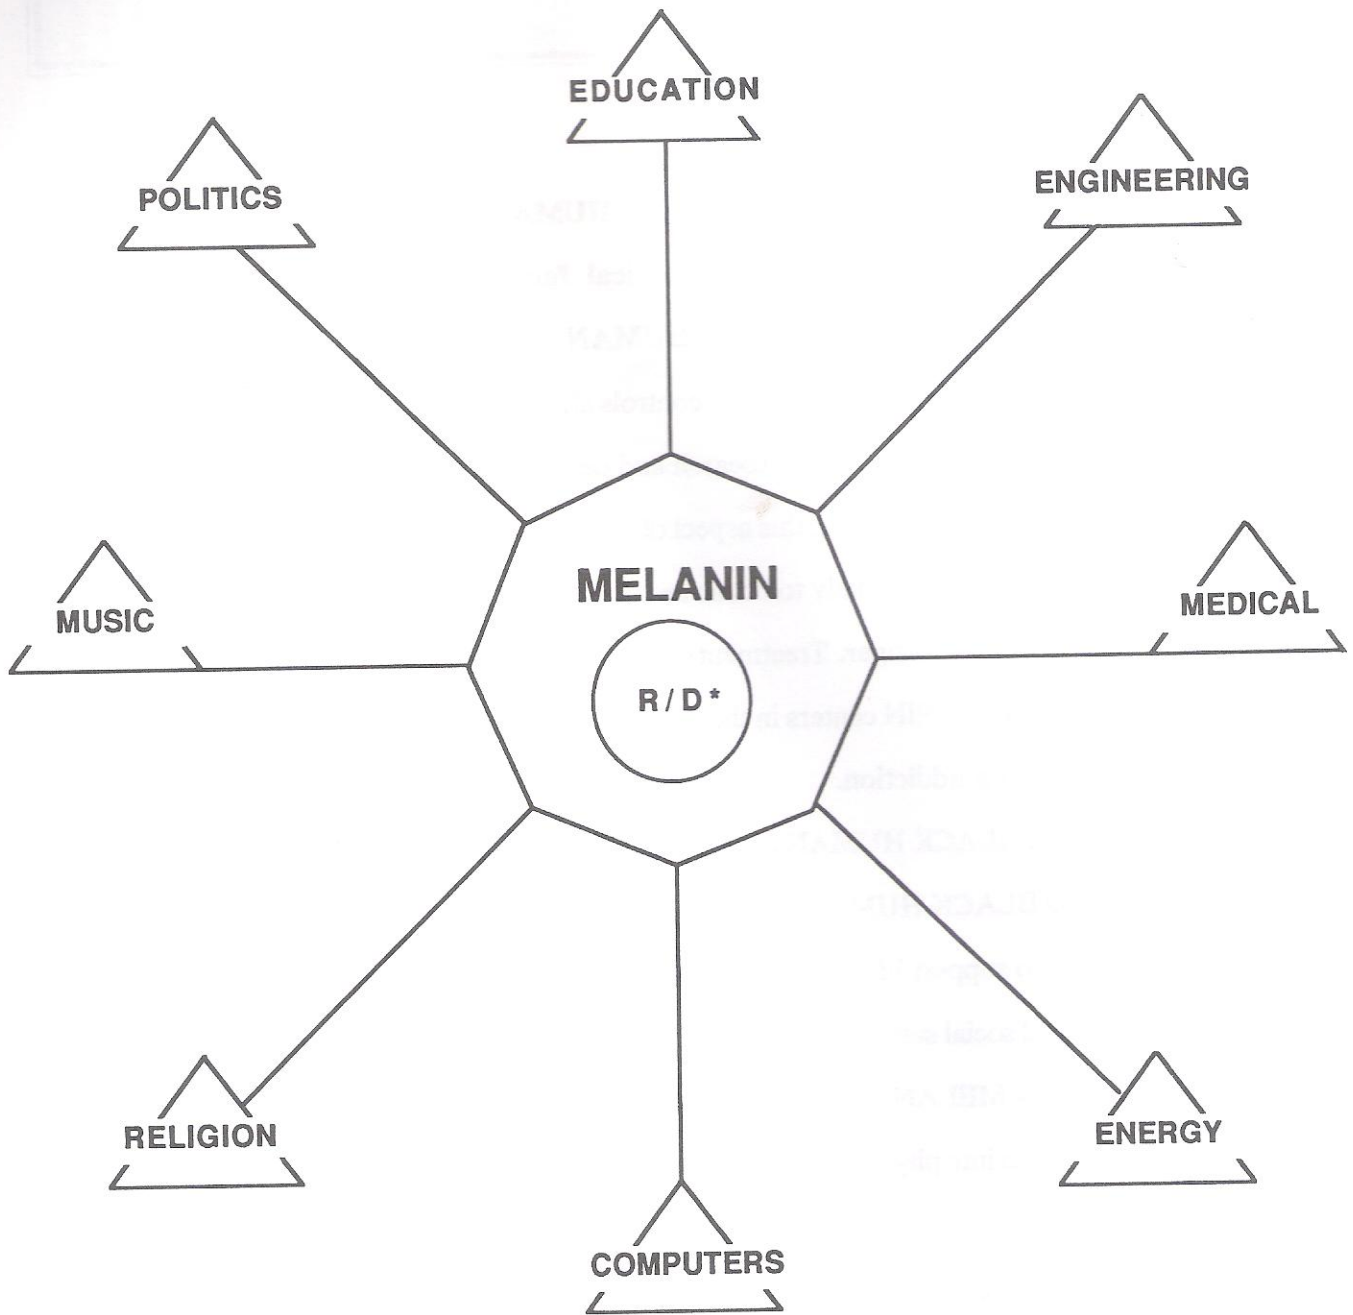 EDUCATION
POLITICS
ENGINEERING
MELANIN
MUSIC
MEDICAL
R / D *
RELIGION
ENERGY
COMPUTERS